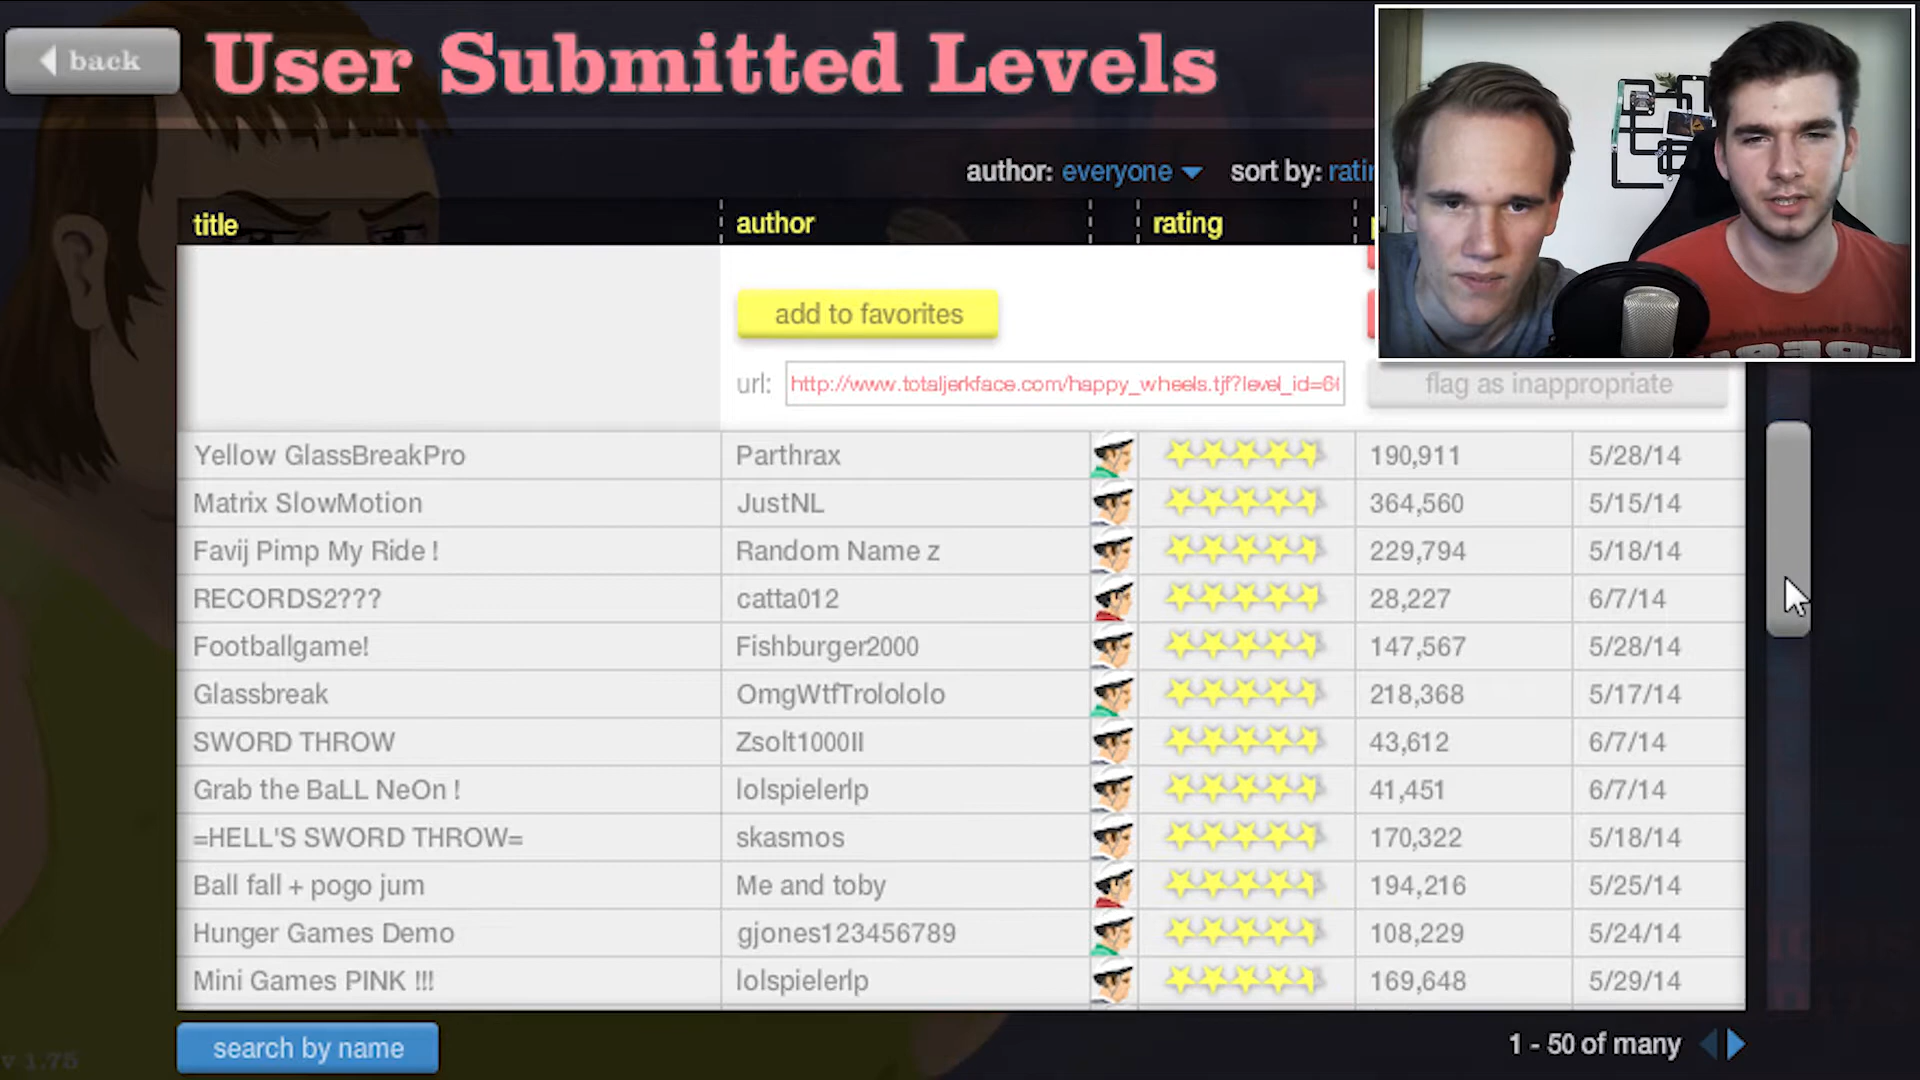 back
User Submitted Levels
author: everyone sort by:
title author rating
add to favorites
url: http://www.totaljerkface.com/happy_wheels.tjf?level_id=6
flag as inappropriate
Yellow GlassBreakPro Parthrax 190,911 5/28/14
Matrix SlowMotion JustNL 364,560 5/15/14
Favij Pimp My Ride ! Random Name z 229,794 5/18/14
RECORDS2??? catta012 28,227 6/7/14
Footballgame! Fishburger2000 147,567 5/28/14
Glassbreak OmgWtfTrolololo 218,368 5/17/14
SWORD THROW Zsolt1000II 43,612 6/7/14
Grab the BaLL NeOn ! lolspielerlp 41,451 6/7/14
=HELL'S SWORD THROW= skasmos 170,322 5/18/14
Ball fall + pogo jum Me and toby 194,216 5/25/14
Hunger Games Demo gjones123456789 108,229 5/24/14
Mini Games PINK !!! lolspielerlp 169,648 5/29/14
search by name
1 - 50 of many
v 1.75